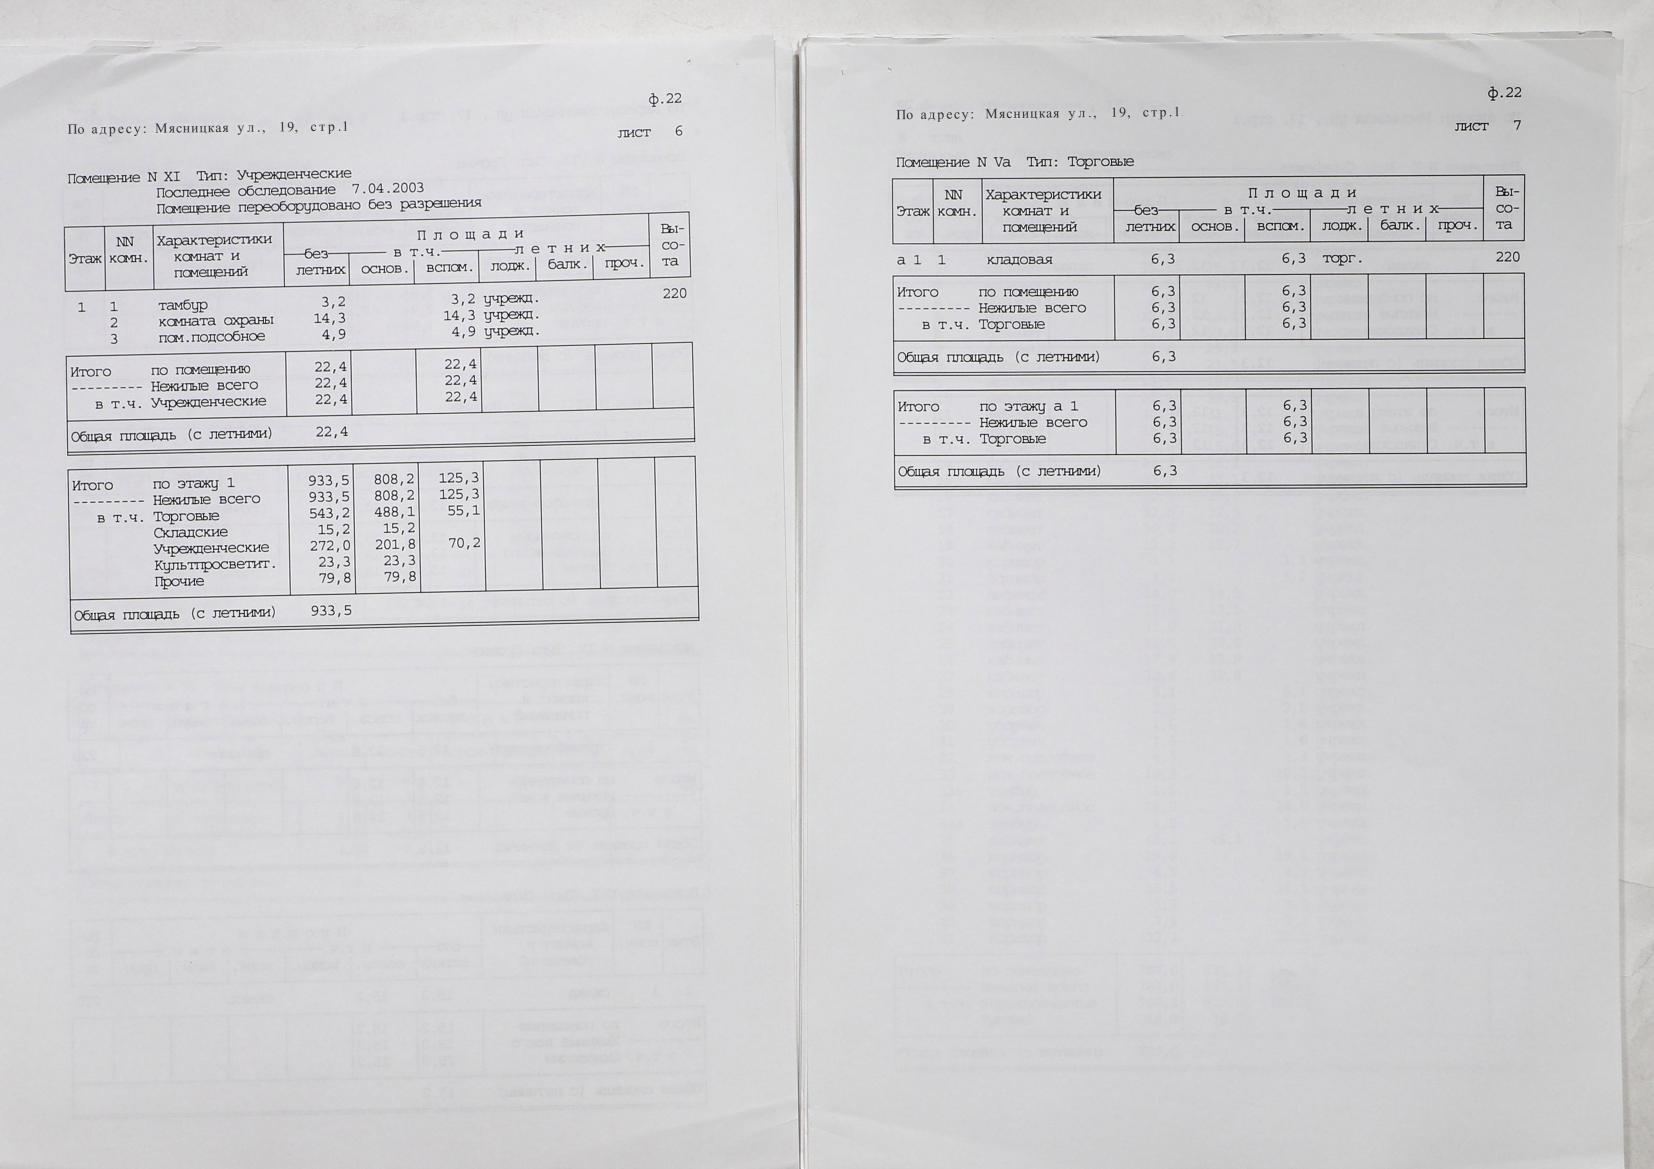 ф.22
По адресу: Мясницкая ул., 19, стр.1
лист 6
Помещение N XI Тип: Учрежденческие
Последнее обследование 7.04.2003
Помещение переоборудовано без разрешения
Этаж NN комн. Характеристики комнат и помещений Площади Вы-со-та
без летних в т.ч. летних
основ. вспом. лодж. балк. проч.
1 1 тамбур 3,2 3,2 учрежд. 220
2 комната охраны 14,3 14,3 учрежд.
3 пом.подсобное 4,9 4,9 учрежд.
Итого по помещению 22,4 22,4
--------- Нежилые всего 22,4 22,4
в т.ч. Учрежденческие 22,4 22,4
Общая площадь (с летними) 22,4
Итого по этажу 1 933,5 808,2 125,3
--------- Нежилые всего 933,5 808,2 125,3
в т.ч. Торговые 543,2 488,1 55,1
Складские 15,2 15,2
Учрежденческие 272,0 201,8 70,2
Культпросветит. 23,3 23,3
Прочие 79,8 79,8
Общая площадь (с летними) 933,5
ф.22
По адресу: Мясницкая ул., 19, стр.1
лист 7
Помещение N Va Тип: Торговые
Этаж NN комн. Характеристики комнат и помещений Площади Вы-со-та
без летних в т.ч. летних
основ. вспом. лодж. балк. проч.
а 1 1 кладовая 6,3 6,3 торг. 220
Итого по помещению 6,3 6,3
--------- Нежилые всего 6,3 6,3
в т.ч. Торговые 6,3 6,3
Общая площадь (с летними) 6,3
Итого по этажу а 1 6,3 6,3
--------- Нежилые всего 6,3 6,3
в т.ч. Торговые 6,3 6,3
Общая площадь (с летними) 6,3